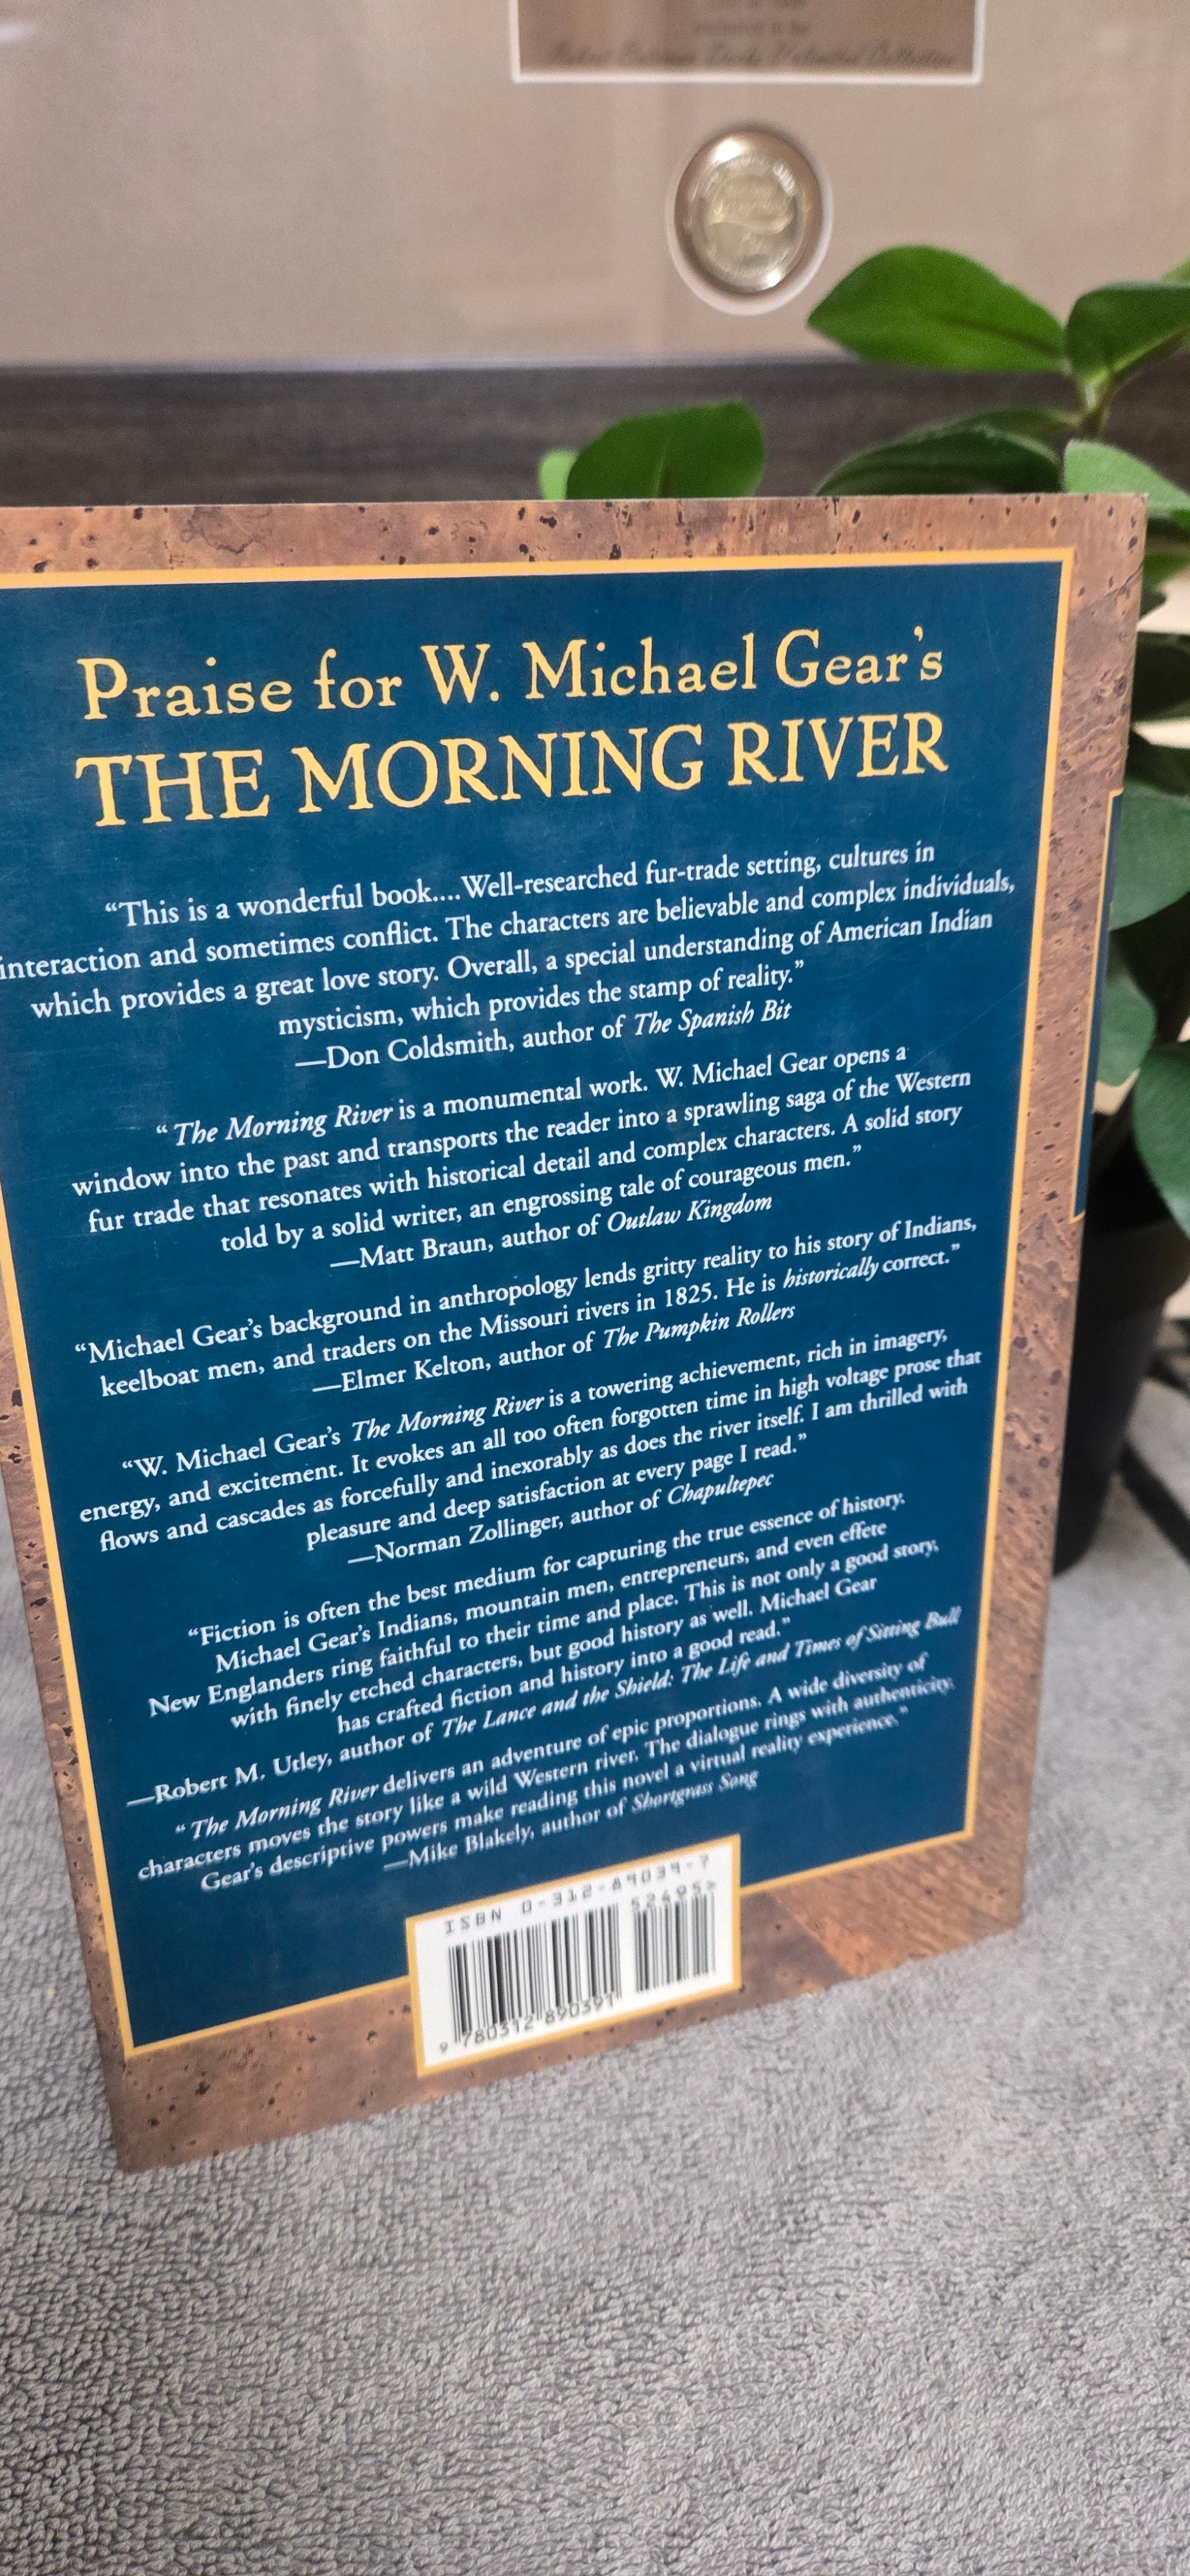 Praise for W. Michael Gear's
THE MORNING RIVER
“This is a wonderful book....Well-researched fur-trade setting, cultures in
interaction and sometimes conflict. The characters are believable and complex individuals,
which provides a great love story. Overall, a special understanding of American Indian
mysticism, which provides the stamp of reality.”
—Don Coldsmith, author of The Spanish Bit
“The Morning River is a monumental work. W. Michael Gear opens a
window into the past and transports the reader into a sprawling saga of the Western
fur trade that resonates with historical detail and complex characters. A solid story
told by a solid writer, an engrossing tale of courageous men.”
—Matt Braun, author of Outlaw Kingdom
“Michael Gear's background in anthropology lends gritty reality to his story of Indians,
keelboat men, and traders on the Missouri rivers in 1825. He is historically correct.”
—Elmer Kelton, author of The Pumpkin Rollers
“W. Michael Gear's The Morning River is a towering achievement, rich in imagery,
energy, and excitement. It evokes an all too often forgotten time in high voltage prose that
flows and cascades as forcefully and inexorably as does the river itself. I am thrilled with
pleasure and deep satisfaction at every page I read.”
—Norman Zollinger, author of Chapultepec
“Fiction is often the best medium for capturing the true essence of history.
Michael Gear's Indians, mountain men, entrepreneurs, and even effete
New Englanders ring faithful to their time and place. This is not only a good story,
with finely etched characters, but good history as well. Michael Gear
has crafted fiction and history into a good read.”
—Robert M. Utley, author of The Lance and the Shield: The Life and Times of Sitting Bull
“The Morning River delivers an adventure of epic proportions. A wide diversity of
characters moves the story like a wild Western river. The dialogue rings with authenticity.
Gear's descriptive powers make reading this novel a virtual reality experience.”
—Mike Blakely, author of Shortgrass Song
ISBN 0-312-89039-7
52495>
9 780312 890391